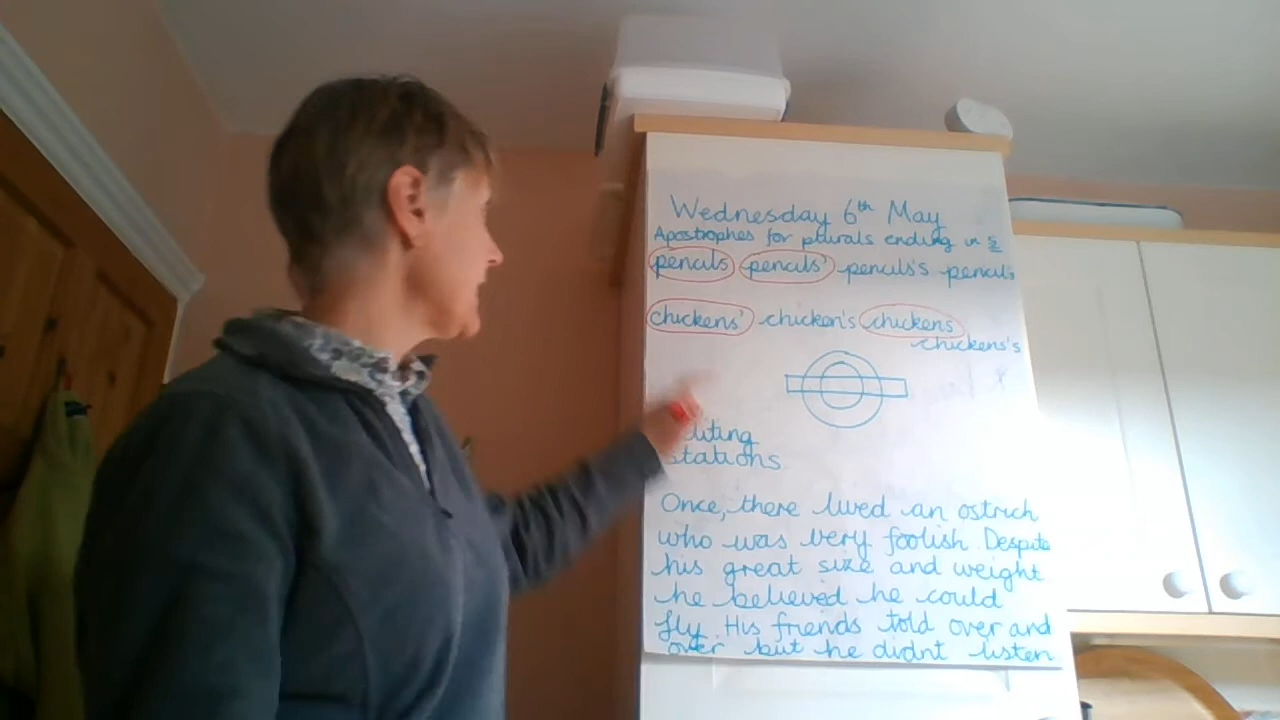 Wednesday 6th May
Apostrophes for plurals ending in s
pencils pencils' pencils's pencil's
chickens' chicken's chickens
chickens's
stations
Once, there lived an ostrich
who was very foolish. Despite
his great size and weight
he believed he could
fly. His friends told over and
over but he didnt listen